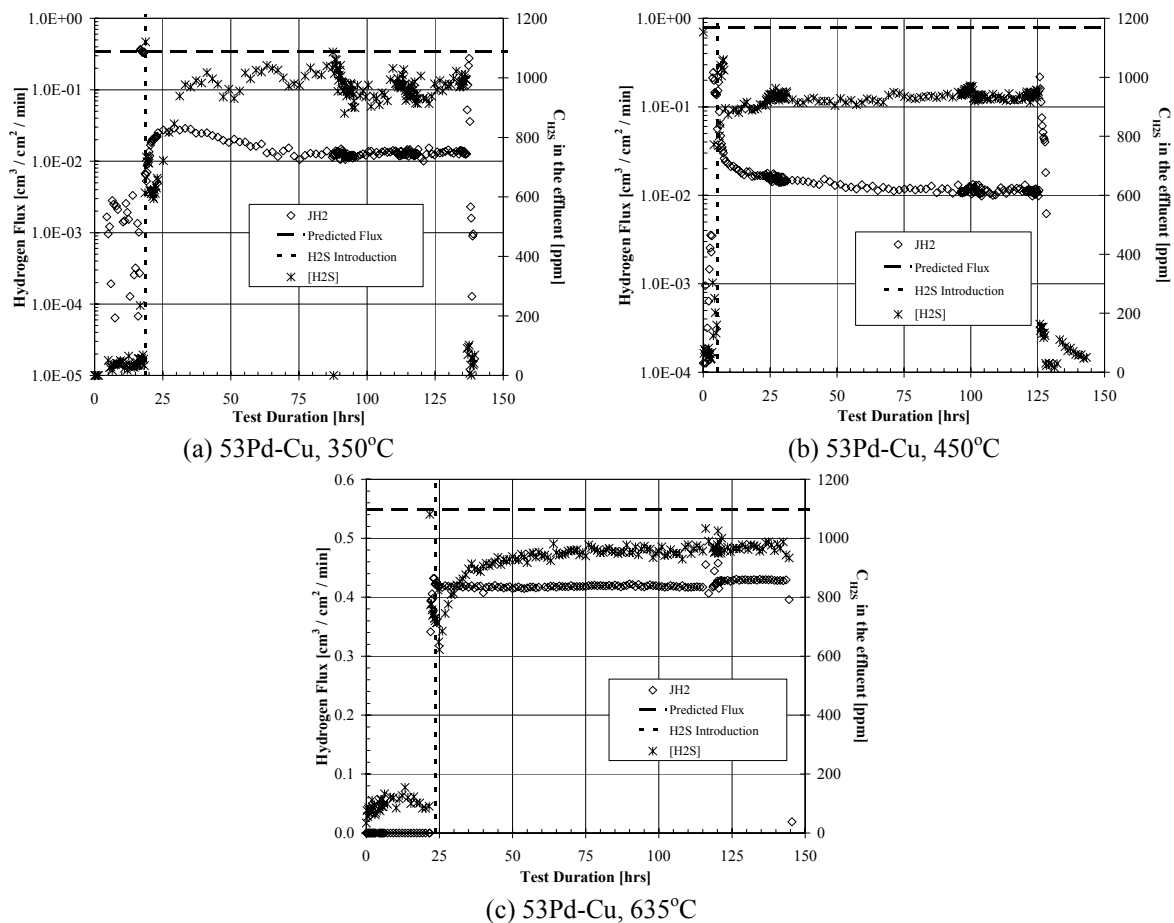 1.0E+00
1.0E-01
1.0E-02
1.0E-03
1.0E-04
1.0E-05
Hydrogen Flux [cm³ / cm² / min]
1200
1000
800
600
400
200
0
C_H2S in the effluent [ppm]
JH2
Predicted Flux
H2S Introduction
[H2S]
0 25 50 75 100 125 150
Test Duration [hrs]
(a) 53Pd-Cu, 350°C
1.0E+00
1.0E-01
1.0E-02
1.0E-03
1.0E-04
Hydrogen Flux [cm³ / cm² / min]
1200
1000
800
600
400
200
0
C_H2S in the effluent [ppm]
JH2
Predicted Flux
H2S Introduction
[H2S]
0 25 50 75 100 125 150
Test Duration [hrs]
(b) 53Pd-Cu, 450°C
0.6
0.5
0.4
0.3
0.2
0.1
0.0
Hydrogen Flux [cm³ / cm² / min]
1200
1000
800
600
400
200
0
C_H2S in the effluent [ppm]
JH2
Predicted Flux
H2S Introduction
[H2S]
0 25 50 75 100 125 150
Test Duration [hrs]
(c) 53Pd-Cu, 635°C